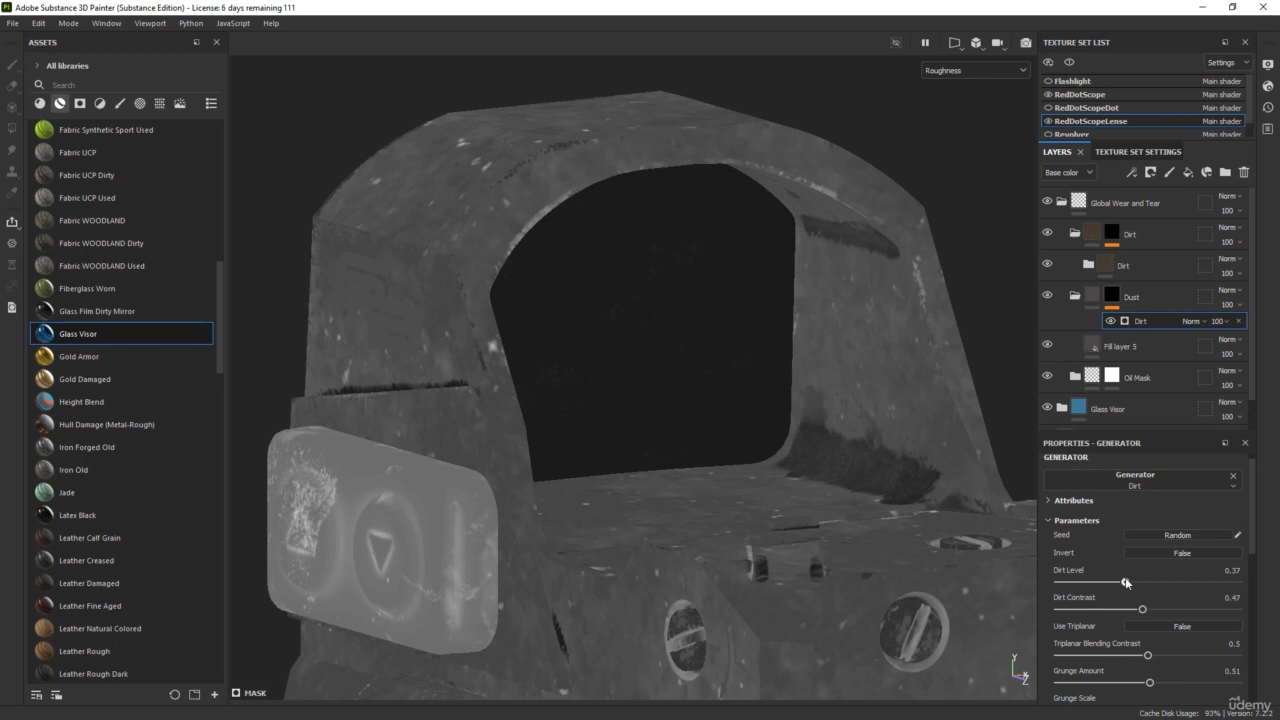 Adobe Substance 3D Painter (Substance Edition) - License: 6 days remaining 111
File Edit Mode Window Viewport Python JavaScript Help
ASSETS
All libraries
Search
Fabric Synthetic Sport Used
Fabric UCP
Fabric UCP Dirty
Fabric UCP Used
Fabric WOODLAND
Fabric WOODLAND Dirty
Fabric WOODLAND Used
Fiberglass Worn
Glass Film Dirty Mirror
Glass Visor
Gold Armor
Gold Damaged
Height Blend
Hull Damage (Metal-Rough)
Iron Forged Old
Iron Old
Jade
Latex Black
Leather Calf Grain
Leather Creased
Leather Damaged
Leather Fine Aged
Leather Natural Colored
Leather Rough
Leather Rough Dark
Roughness
MASK
Y
Z
TEXTURE SET LIST
Settings
Flashlight Main shader
RedDotScope Main shader
RedDotScopeDot Main shader
RedDotScopeLense Main shader
Revolver Main shader
LAYERS TEXTURE SET SETTINGS
Base color
Global Wear and Tear Norm 100
Dirt Norm 100
Dirt Norm 100
Dust Norm 100
Dirt Norm 100
Fill layer 5 Norm 100
Oil Mask Norm 100
Glass Visor Norm 100
PROPERTIES - GENERATOR
GENERATOR
Generator
Dirt
Attributes
Parameters
Seed Random
Invert False
Dirt Level 0.37
Dirt Contrast 0.47
Use Triplanar False
Triplanar Blending Contrast 0.5
Grunge Amount 0.51
Grunge Scale
udemy
Cache Disk Usage: 93% | Version: 7.2.2